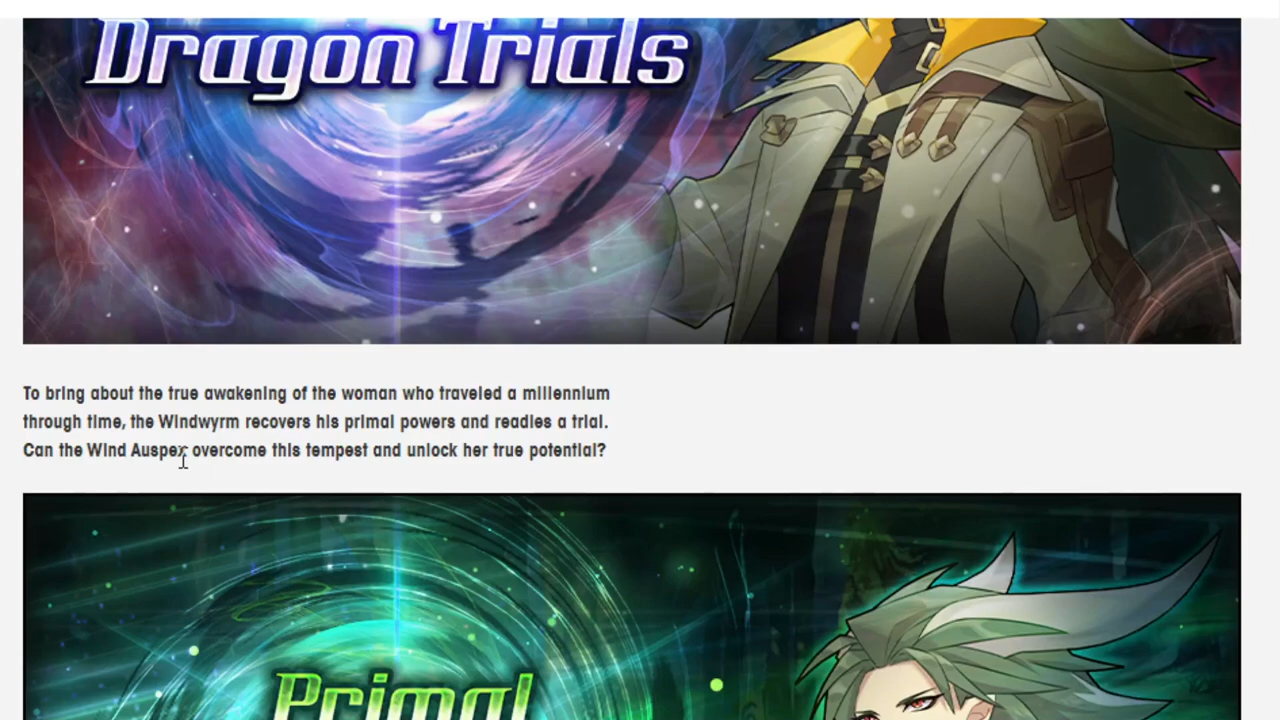 Dragon Trials
To bring about the true awakening of the woman who traveled a millennium
through time, the Windwyrm recovers his primal powers and readies a trial.
Can the Wind Auspex overcome this tempest and unlock her true potential?
Primal